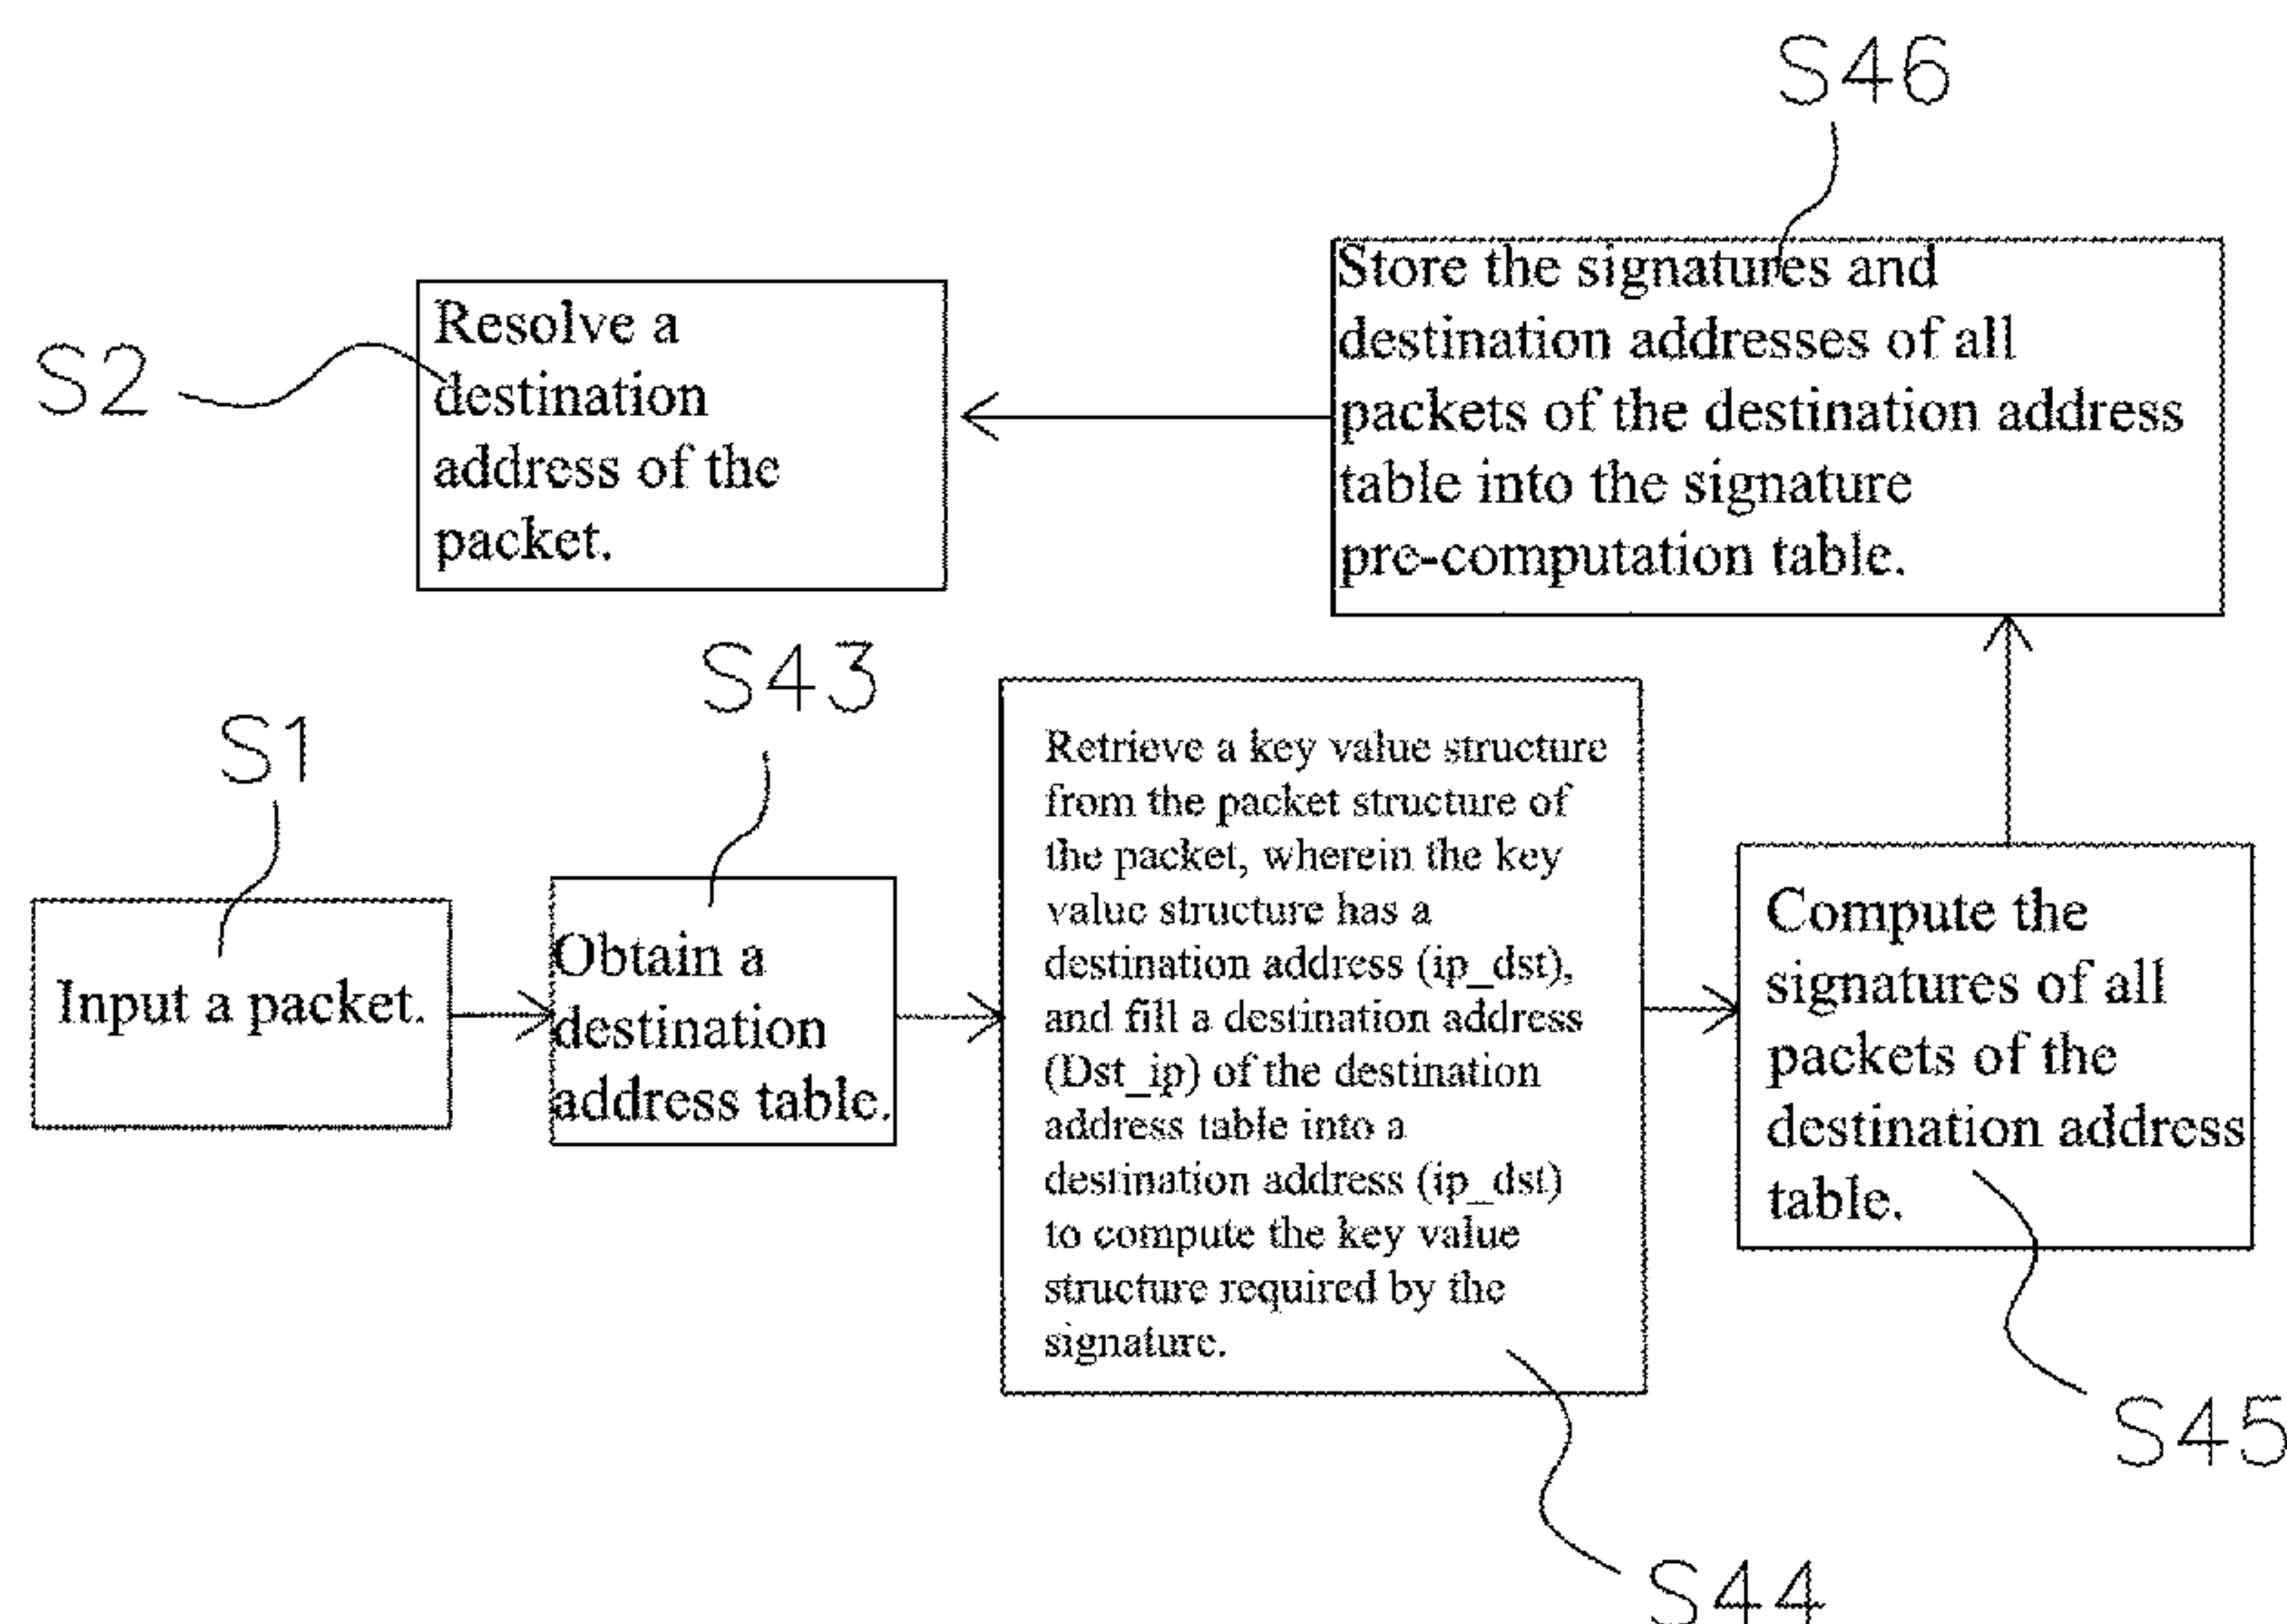 S46
Store the signatures and
destination addresses of all
packets of the destination address
table into the signature
pre-computation table.
S2
Resolve a
destination
address of the
packet.
S43
S1
Input a packet.
Obtain a
destination
address table.
Retrieve a key value structure
from the packet structure of
the packet, wherein the key
value structure has a
destination address (ip_dst),
and fill a destination address
(Dst_ip) of the destination
address table into a
destination address (ip_dst)
to compute the key value
structure required by the
signature.
Compute the
signatures of all
packets of the
destination address
table.
S45
S44